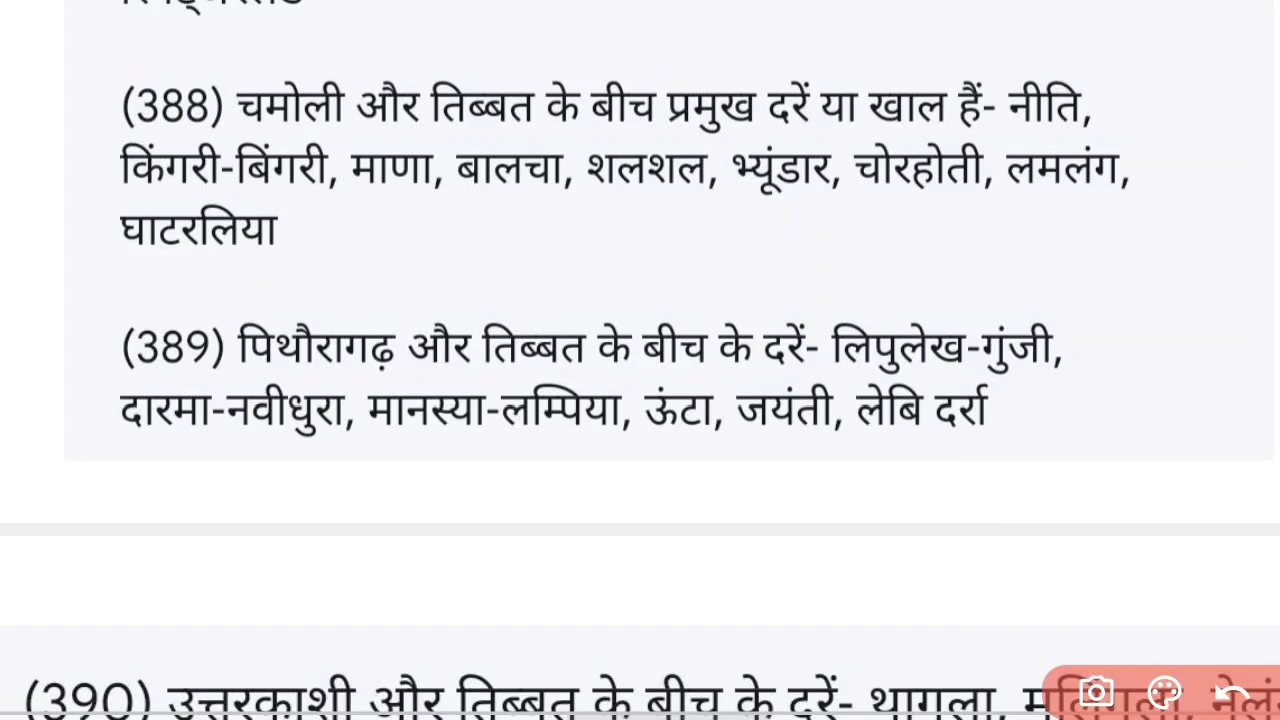 (388) चमोली और तिब्बत के बीच प्रमुख दरें या खाल हैं- नीति,
किंगरी-बिंगरी, माणा, बालचा, शलशल, भ्यूंडार, चोरहोती, लमलंग,
घाटरलिया
(389) पिथौरागढ़ और तिब्बत के बीच के दरें- लिपुलेख-गुंजी,
दारमा-नवीधुरा, मानस्या-लम्पिया, ऊंटा, जयंती, लेबि दर्रा
(390) उत्तरकाशी और तिब्बत के बीच के दरें- थागला,